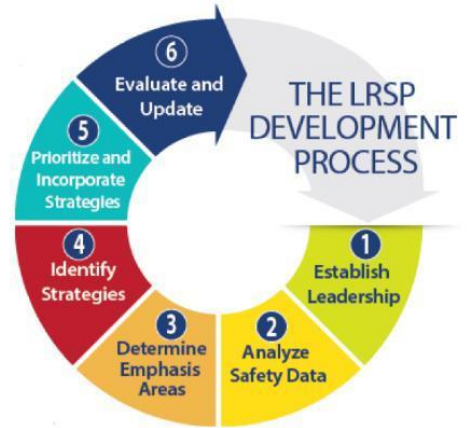 THE LRSP
DEVELOPMENT
PROCESS
1
Establish
Leadership
2
Analyze
Safety Data
3
Determine
Emphasis
Areas
4
Identify
Strategies
5
Prioritize and
Incorporate
Strategies
6
Evaluate and
Update